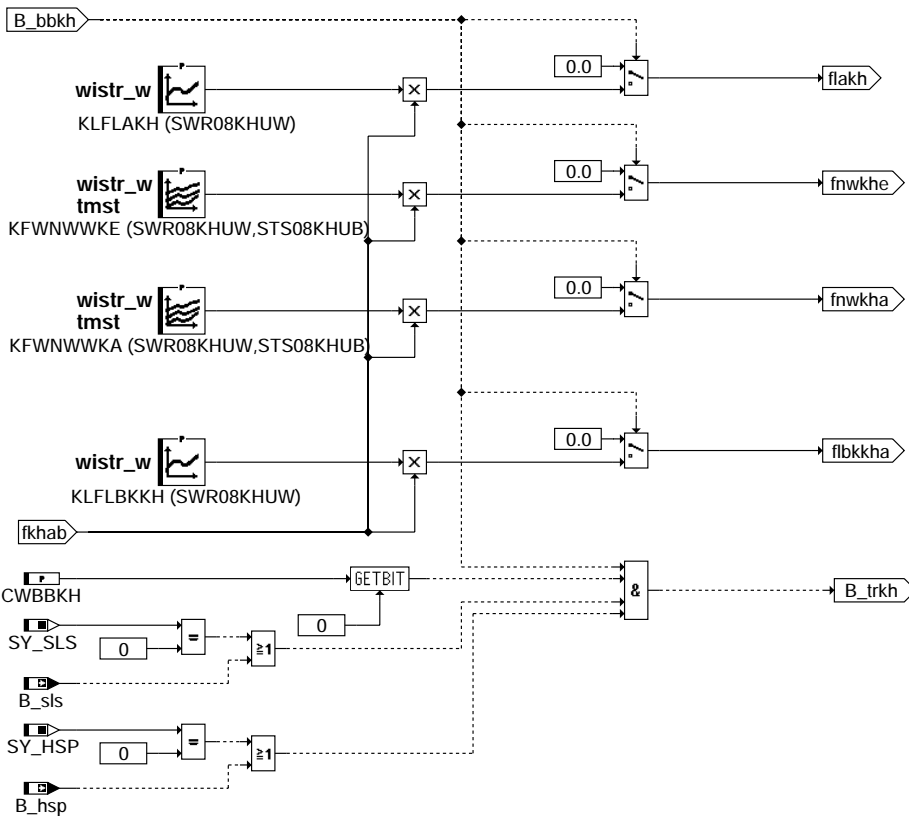 B_bbkh
0.0
P
wistr_w
KLFLAKH (SWR08KHUW)
flakh
0.0
P
wistr_w
tmst
KFWNWWKE (SWR08KHUW,STS08KHUB)
fnwkhe
0.0
P
wistr_w
tmst
KFWNWWKA (SWR08KHUW,STS08KHUB)
fnwkha
0.0
P
wistr_w
KLFLBKKH (SWR08KHUW)
flbkkha
fkhab
P
CWBBKH
GETBIT
0
&
B_trkh
SY_SLS
0
=
≥1
B_sls
SY_HSP
0
=
≥1
B_hsp